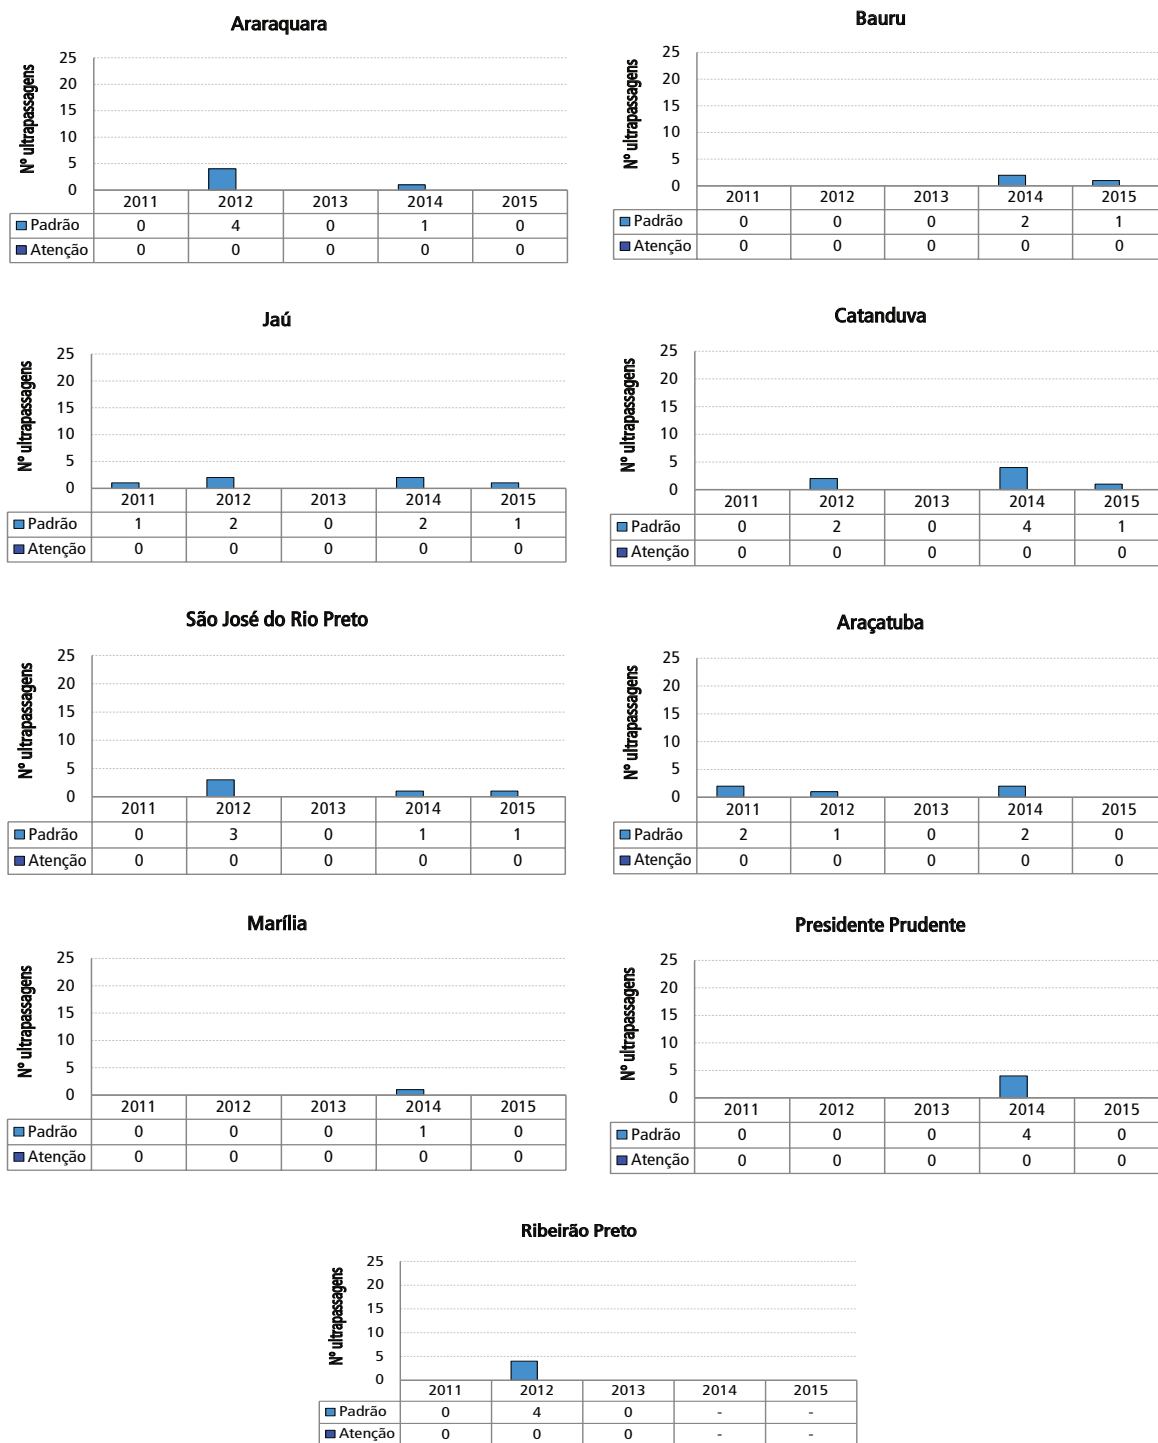 Araraquara
Nº ultrapassagens
25
20
15
10
5
0
2011 2012 2013 2014 2015
Padrão 0 4 0 1 0
Atenção 0 0 0 0 0
Bauru
Nº ultrapassagens
25
20
15
10
5
0
2011 2012 2013 2014 2015
Padrão 0 0 0 2 1
Atenção 0 0 0 0 0
Jaú
Nº ultrapassagens
25
20
15
10
5
0
2011 2012 2013 2014 2015
Padrão 1 2 0 2 1
Atenção 0 0 0 0 0
Catanduva
Nº ultrapassagens
25
20
15
10
5
0
2011 2012 2013 2014 2015
Padrão 0 2 0 4 1
Atenção 0 0 0 0 0
São José do Rio Preto
Nº ultrapassagens
25
20
15
10
5
0
2011 2012 2013 2014 2015
Padrão 0 3 0 1 1
Atenção 0 0 0 0 0
Araçatuba
Nº ultrapassagens
25
20
15
10
5
0
2011 2012 2013 2014 2015
Padrão 2 1 0 2 0
Atenção 0 0 0 0 0
Marília
Nº ultrapassagens
25
20
15
10
5
0
2011 2012 2013 2014 2015
Padrão 0 0 0 1 0
Atenção 0 0 0 0 0
Presidente Prudente
Nº ultrapassagens
25
20
15
10
5
0
2011 2012 2013 2014 2015
Padrão 0 0 0 4 0
Atenção 0 0 0 0 0
Ribeirão Preto
Nº ultrapassagens
25
20
15
10
5
0
2011 2012 2013 2014 2015
Padrão 0 4 0 - -
Atenção 0 0 0 - -